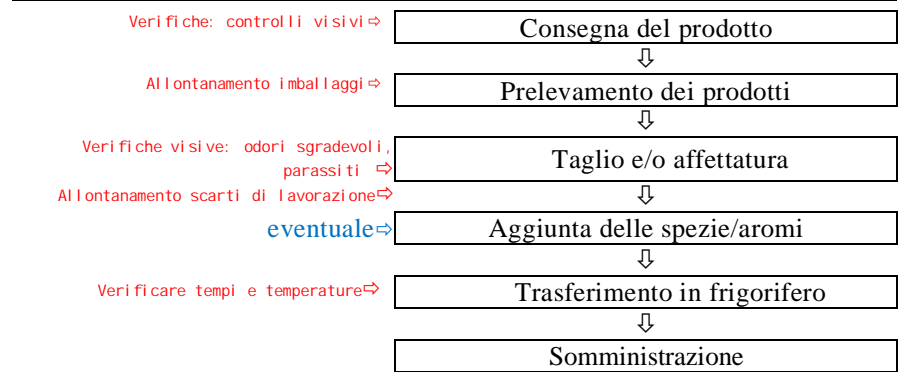 Verifiche: controlli visivi⇨ Consegna del prodotto
Allontanamento imballaggi⇨ Prelevamento dei prodotti
Verifiche visive: odori sgradevoli,
parassiti ⇨ Taglio e/o affettatura
Allontanamento scarti di lavorazione⇨
eventuale⇨ Aggiunta delle spezie/aromi
Verificare tempi e temperature⇨ Trasferimento in frigorifero
Somministrazione